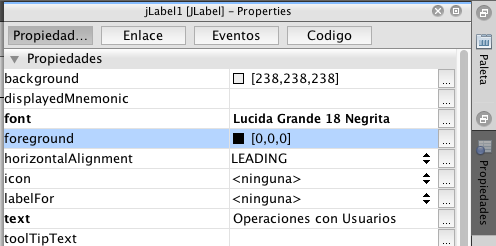 jLabel1 [JLabel] – Properties
Propiedad... Enlace Eventos Codigo
Propiedades
background [238,238,238] ...
displayedMnemonic ...
font Lucida Grande 18 Negrita ...
foreground [0,0,0] ...
horizontalAlignment LEADING ...
icon <ninguna> ...
labelFor <ninguna> ...
text Operaciones con Usuarios ...
toolTipText ...
Paleta
Propiedades